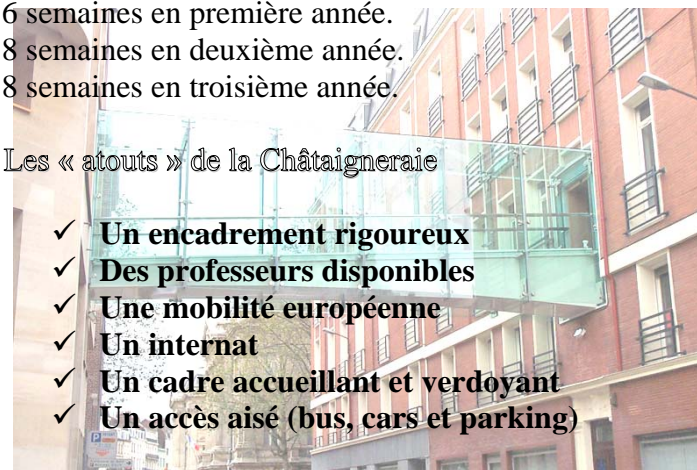 6 semaines en première année.
8 semaines en deuxième année.
8 semaines en troisième année.
Les « atouts » de la Châtaigneraie
✓ Un encadrement rigoureux
✓ Des professeurs disponibles
✓ Une mobilité européenne
✓ Un internat
✓ Un cadre accueillant et verdoyant
✓ Un accès aisé (bus, cars et parking)